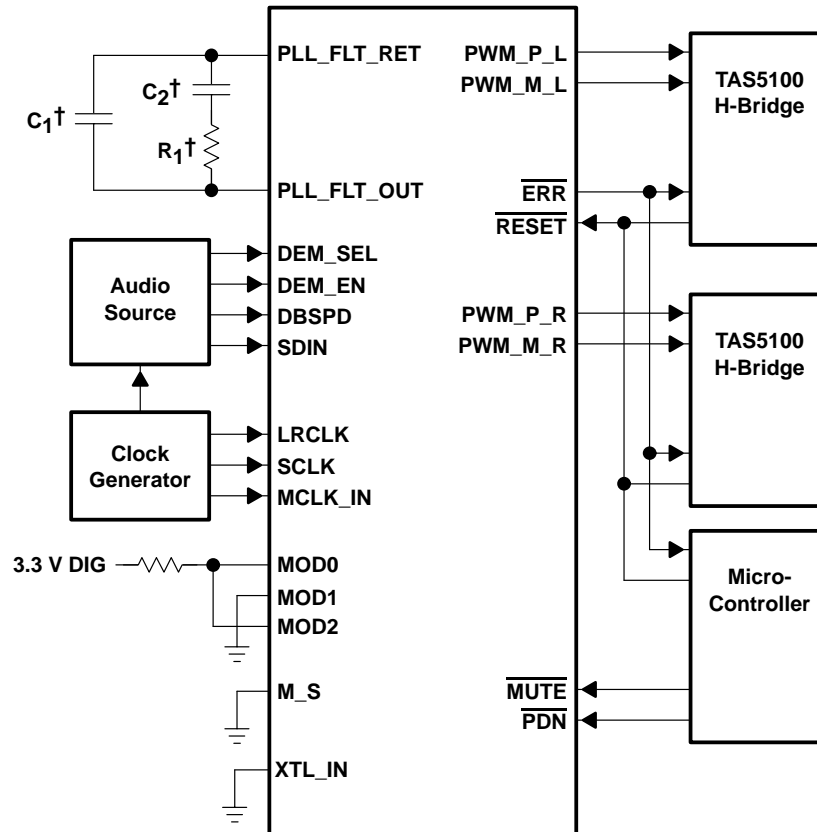 PLL_FLT_RET
C2†
C1†
R1†
PLL_FLT_OUT
Audio
Source
DEM_SEL
DEM_EN
DBSPD
SDIN
Clock
Generator
LRCLK
SCLK
MCLK_IN
3.3 V DIG
MOD0
MOD1
MOD2
M_S
XTL_IN
PWM_P_L
PWM_M_L
ERR
RESET
PWM_P_R
PWM_M_R
MUTE
PDN
TAS5100
H-Bridge
TAS5100
H-Bridge
Micro-
Controller